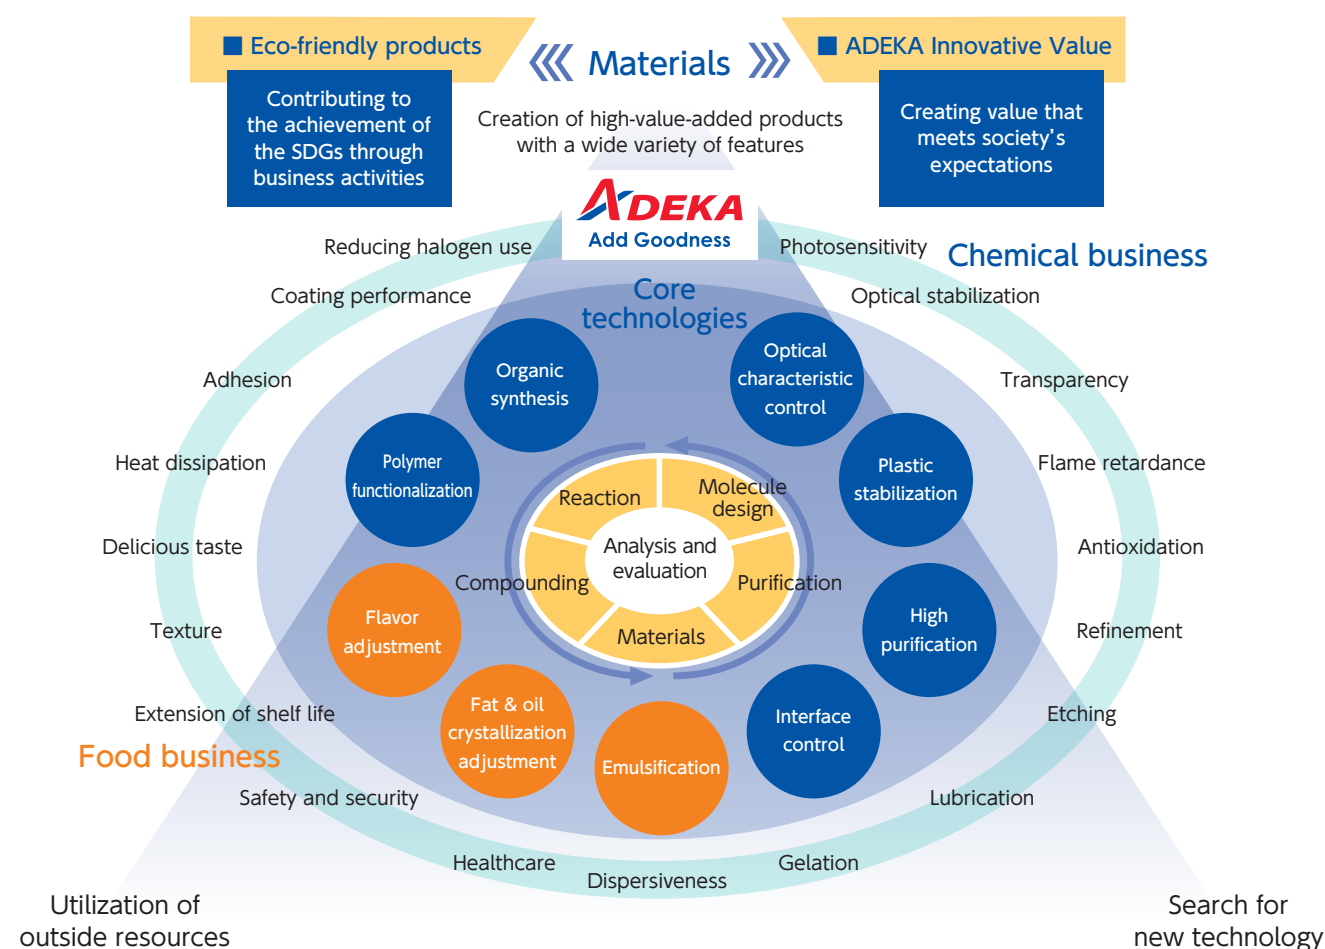 ■ Eco-friendly products
Contributing to
the achievement of
the SDGs through
business activities
Materials
Creation of high-value-added products
with a wide variety of features
■ ADEKA Innovative Value
Creating value that
meets society's
expectations
ADEKA
Add Goodness
Reducing halogen use
Photosensitivity
Chemical business
Coating performance
Optical stabilization
Adhesion
Transparency
Heat dissipation
Flame retardance
Delicious taste
Antioxidation
Texture
Refinement
Extension of shelf life
Etching
Food business
Safety and security
Lubrication
Healthcare
Dispersiveness
Gelation
Core
technologies
Organic
synthesis
Optical
characteristic
control
Polymer
functionalization
Plastic
stabilization
Flavor
adjustment
High
purification
Fat & oil
crystallization
adjustment
Emulsification
Interface
control
Reaction
Molecule
design
Analysis and
evaluation
Compounding
Purification
Materials
Utilization of
outside resources
Search for
new technology